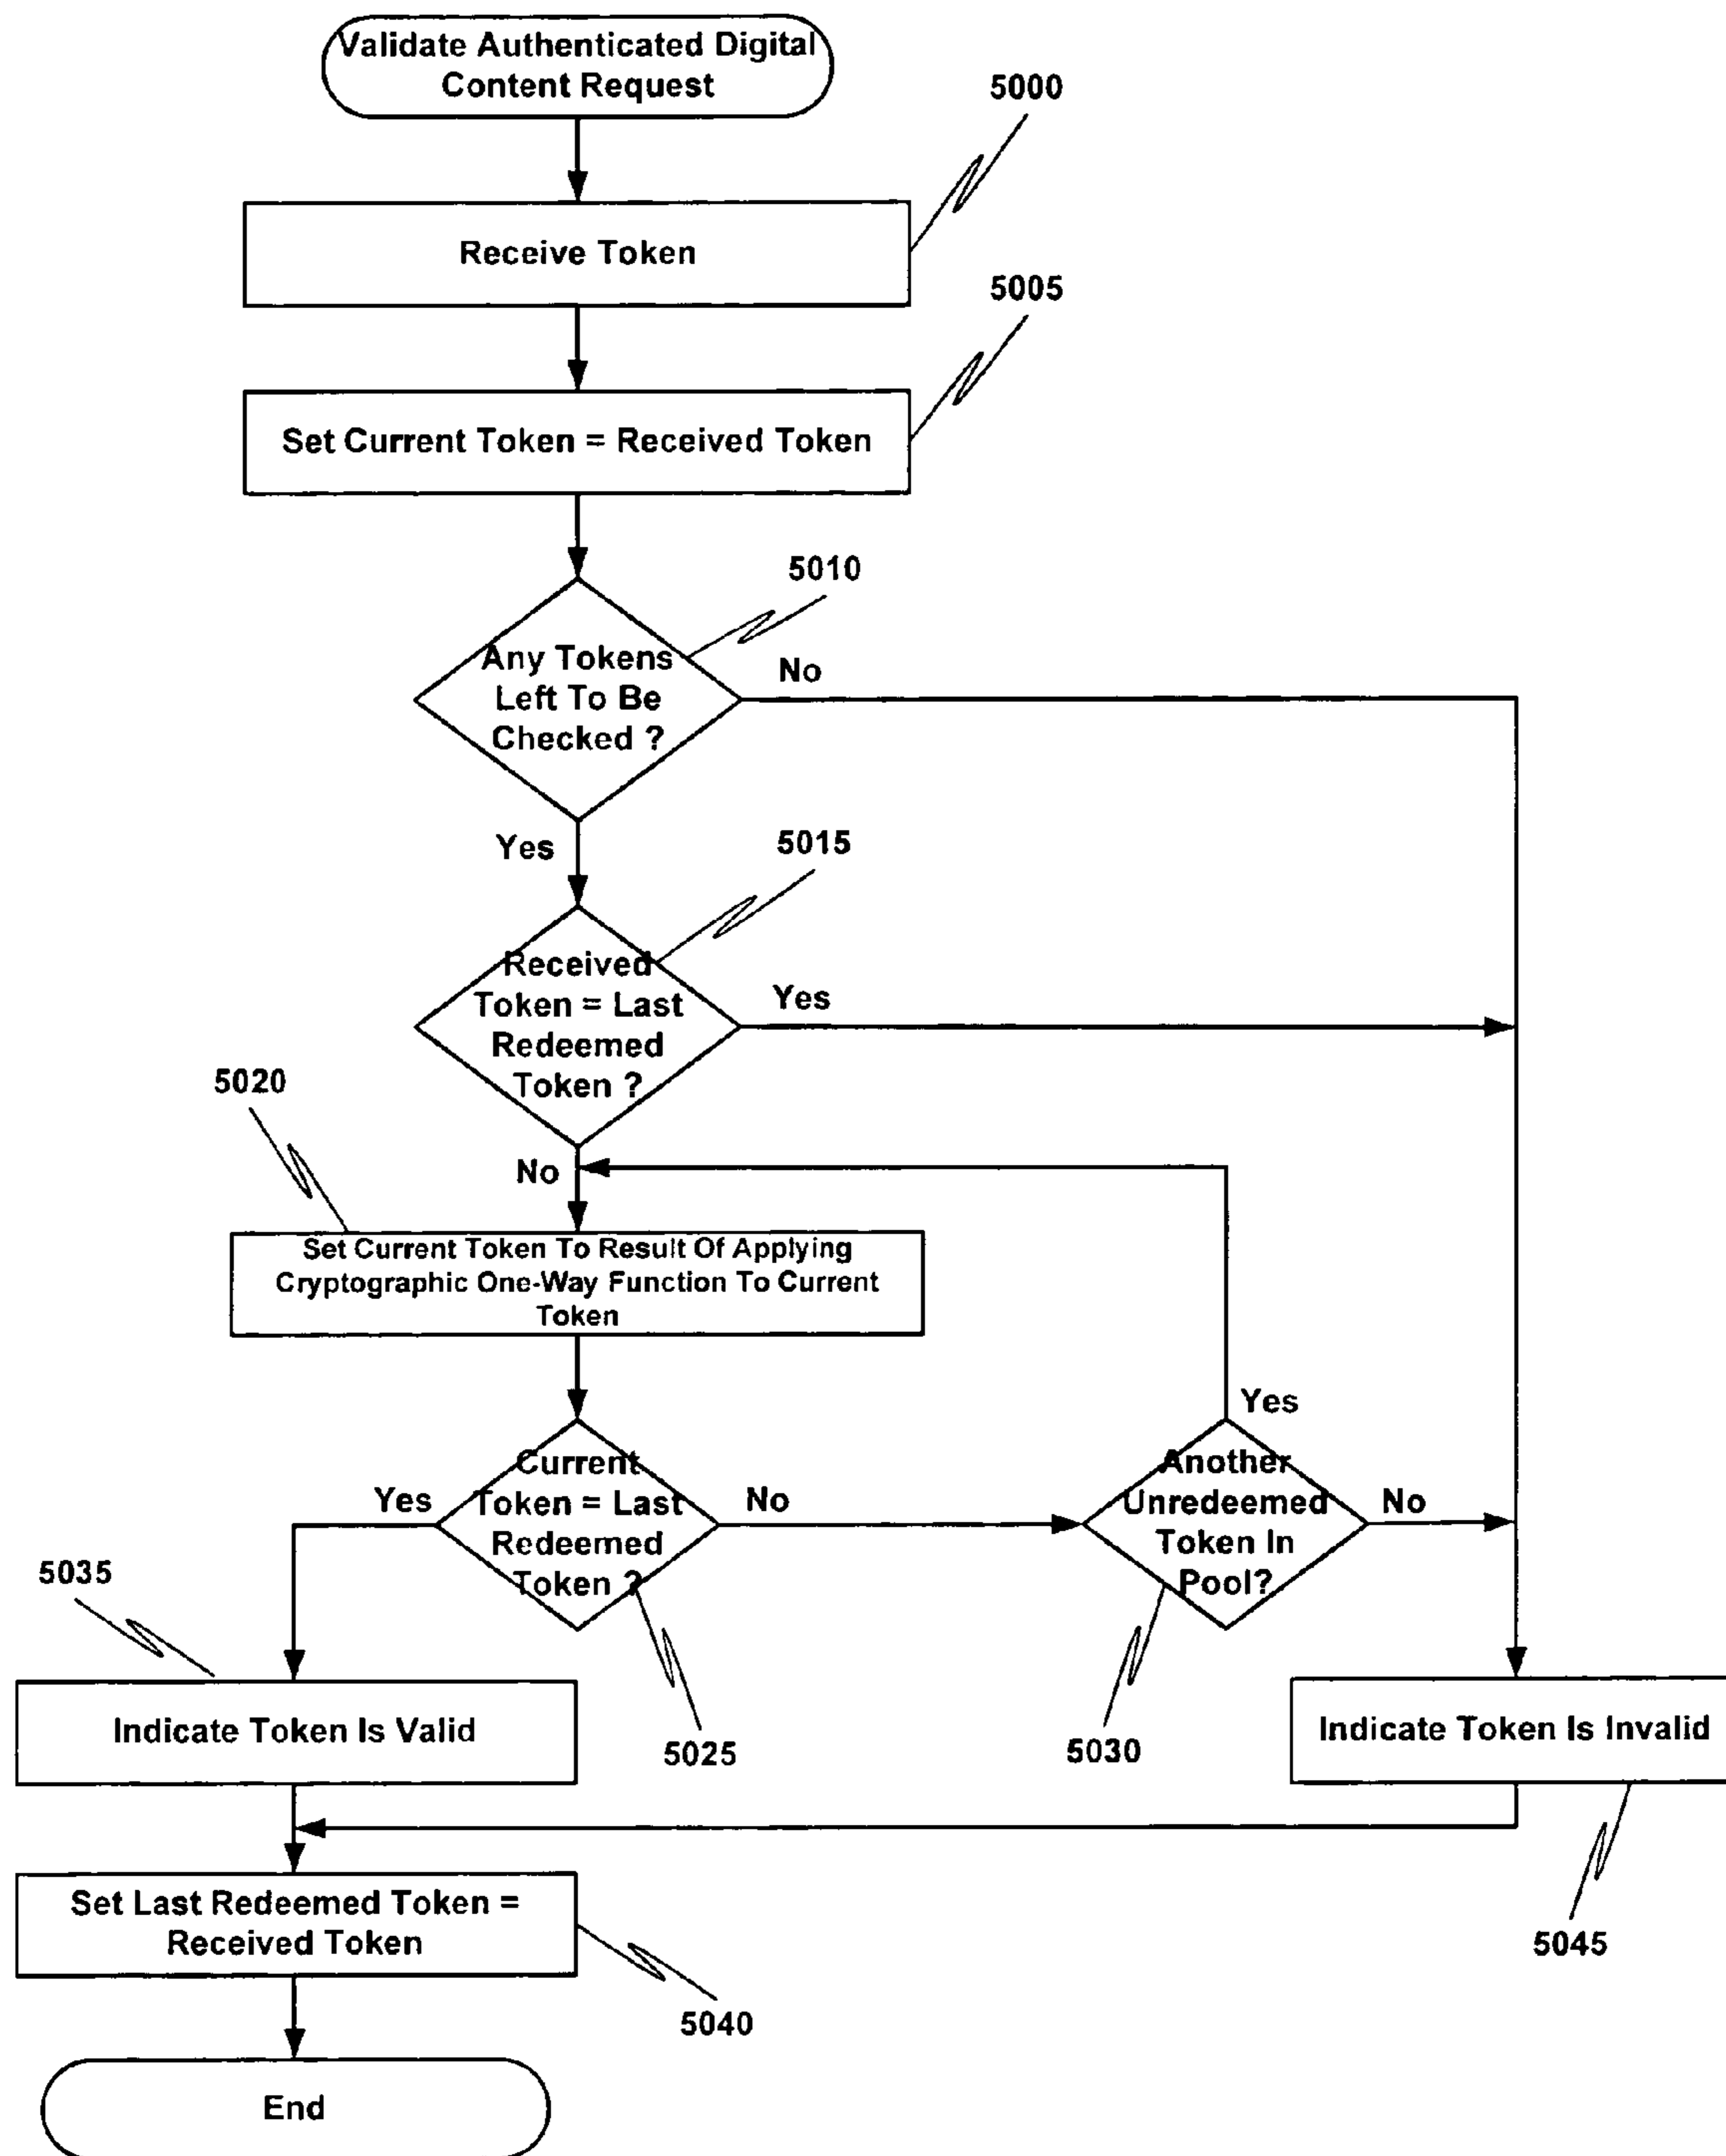 Validate Authenticated Digital
Content Request
5000
Receive Token
5005
Set Current Token = Received Token
5010
Any Tokens
Left To Be
Checked ?
No
Yes
5015
Received
Token = Last
Redeemed
Token ?
Yes
5020
No
Set Current Token To Result Of Applying
Cryptographic One-Way Function To Current
Token
Yes
Current
Token = Last
Redeemed
Token ?
Yes
No
Another
Unredeemed
Token In
Pool?
No
5035
Indicate Token Is Valid
5025
5030
Indicate Token Is Invalid
Set Last Redeemed Token =
Received Token
5045
5040
End